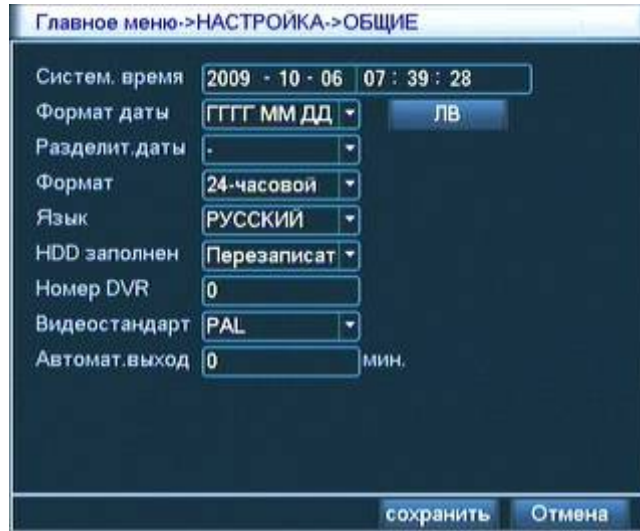 Главное меню->НАСТРОЙКА->ОБЩИЕ
Систем. время 2009 - 10 - 06 07 : 39 : 28
Формат даты ГГГГ ММ ДД ЛВ
Разделит.даты -
Формат 24-часовой
Язык РУССКИЙ
HDD заполнен Перезаписат
Номер DVR 0
Видеостандарт PAL
Автомат.выход 0 мин.
сохранить Отмена